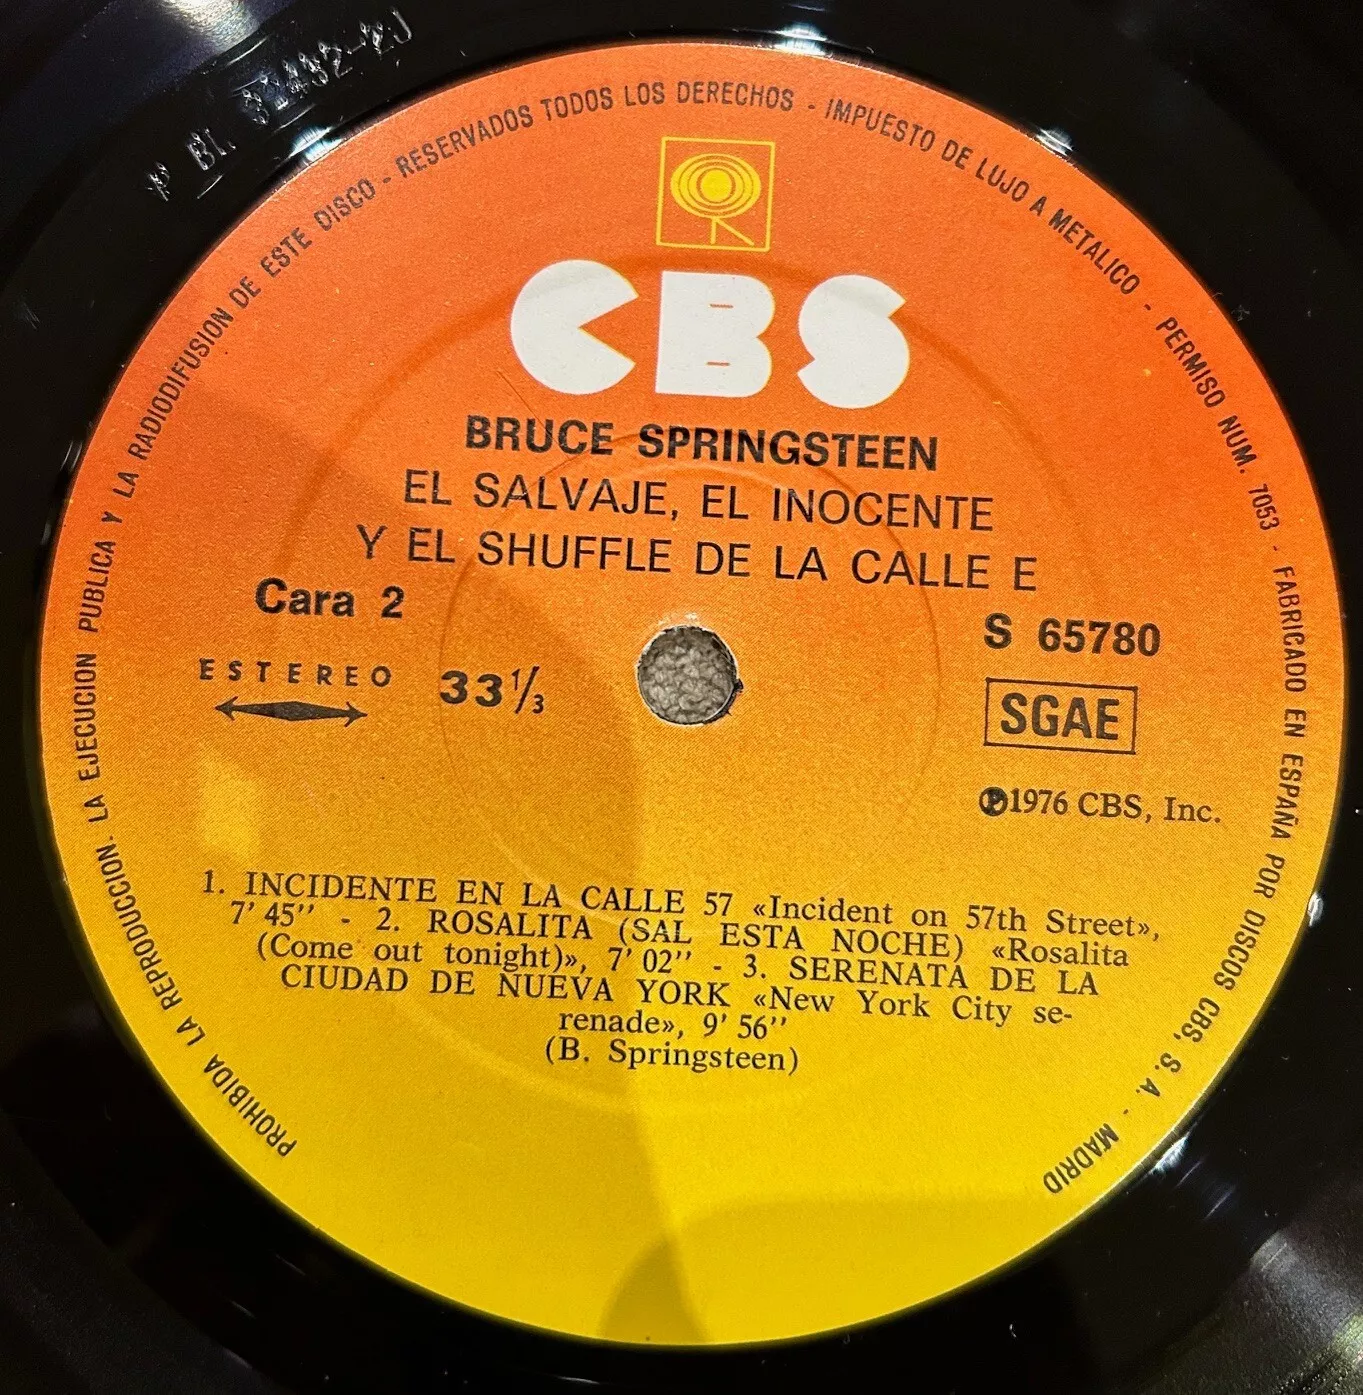 PROHIBIDA LA REPRODUCCION. LA EJECUCION PUBLICA Y LA RADIODIFUSION DE ESTE DISCO - RESERVADOS TODOS LOS DERECHOS - IMPUESTO DE LUJO A METALICO - PERMISO NUM. 7053 - FABRICADO EN ESPAÑA POR DISCOS CBS, S. A. - MADRID
CBS
BRUCE SPRINGSTEEN
EL SALVAJE, EL INOCENTE
Y EL SHUFFLE DE LA CALLE E
Cara 2
S 65780
ESTEREO 33 1/3
SGAE
Ⓟ1976 CBS, Inc.
1. INCIDENTE EN LA CALLE 57 «Incident on 57th Street»,
7' 45'' - 2. ROSALITA (SAL ESTA NOCHE) «Rosalita
(Come out tonight)», 7' 02'' - 3. SERENATA DE LA
CIUDAD DE NUEVA YORK «New York City se-
renade», 9' 56''
(B. Springsteen)